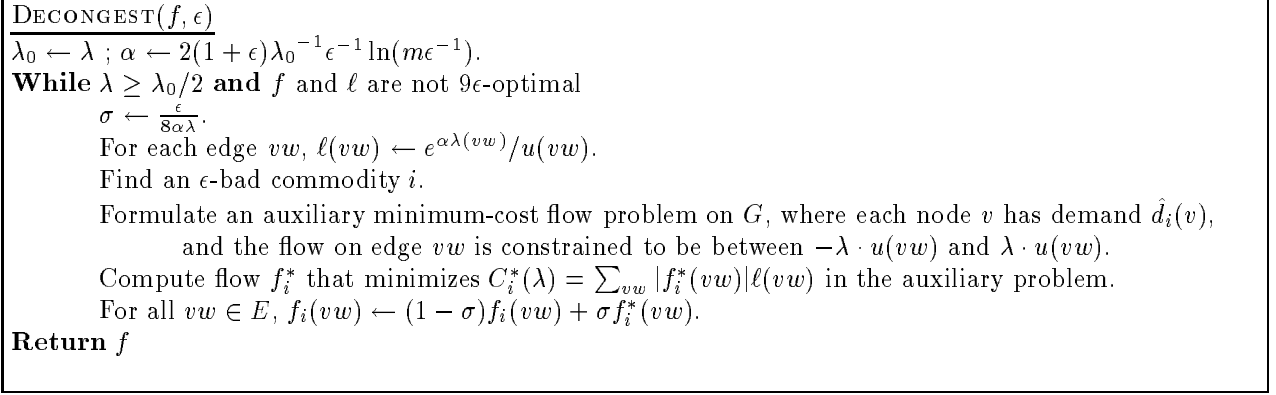 DECONGEST(f, ϵ)
λ₀ ← λ ; α ← 2(1 + ϵ)λ₀⁻¹ϵ⁻¹ ln(mϵ⁻¹).
While λ ≥ λ₀/2 and f and ℓ are not 9ϵ-optimal
σ ← ϵ/8αλ.
For each edge vw, ℓ(vw) ← e^{αλ(vw)}/u(vw).
Find an ϵ-bad commodity i.
Formulate an auxiliary minimum-cost flow problem on G, where each node v has demand d̂ᵢ(v),
and the flow on edge vw is constrained to be between −λ · u(vw) and λ · u(vw).
Compute flow fᵢ* that minimizes Cᵢ*(λ) = ∑_{vw} |fᵢ*(vw)|ℓ(vw) in the auxiliary problem.
For all vw ∈ E, fᵢ(vw) ← (1 − σ)fᵢ(vw) + σfᵢ*(vw).
Return f